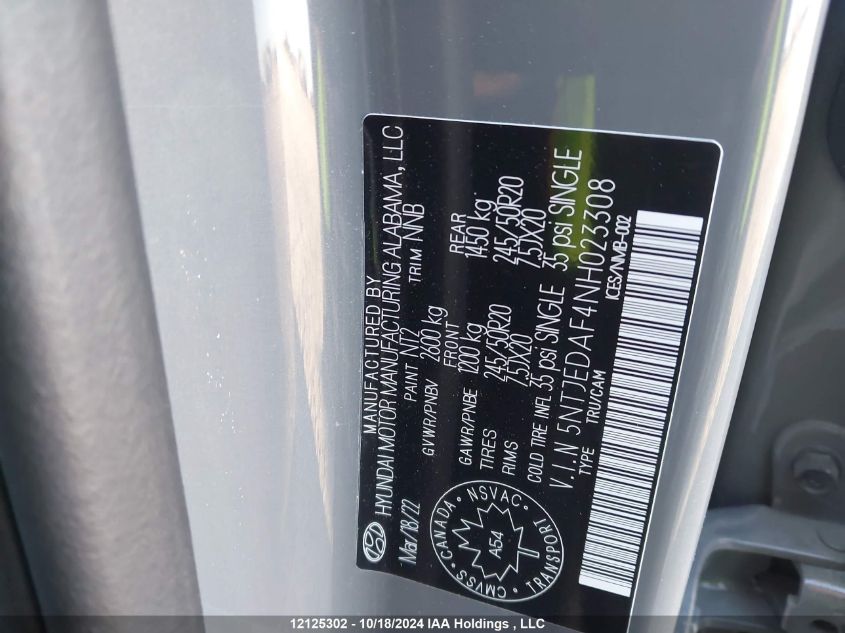 MANUFACTURED BY
HYUNDAI MOTOR MANUFACTURING ALABAMA, LLC
Mar/18/22 PAINT NT2 TRIM NNB
GVWR/PNBV 2600 kg
FRONT REAR
GAWR/PNBE 1200 kg 1450 kg
TIRES 245/50R20 245/50R20
RIMS 7.5JX20 7.5JX20
COLD TIRE INFL 35 psi SINGLE 35 psi SINGLE
V.I.N 5NTJEDAF4NH023308
TYPE TRU/CAM ICES/NMB-002
CANADA · NSVAC · TRANSPORT · CMVSS
A54
12125302 - 10/18/2024 IAA Holdings , LLC